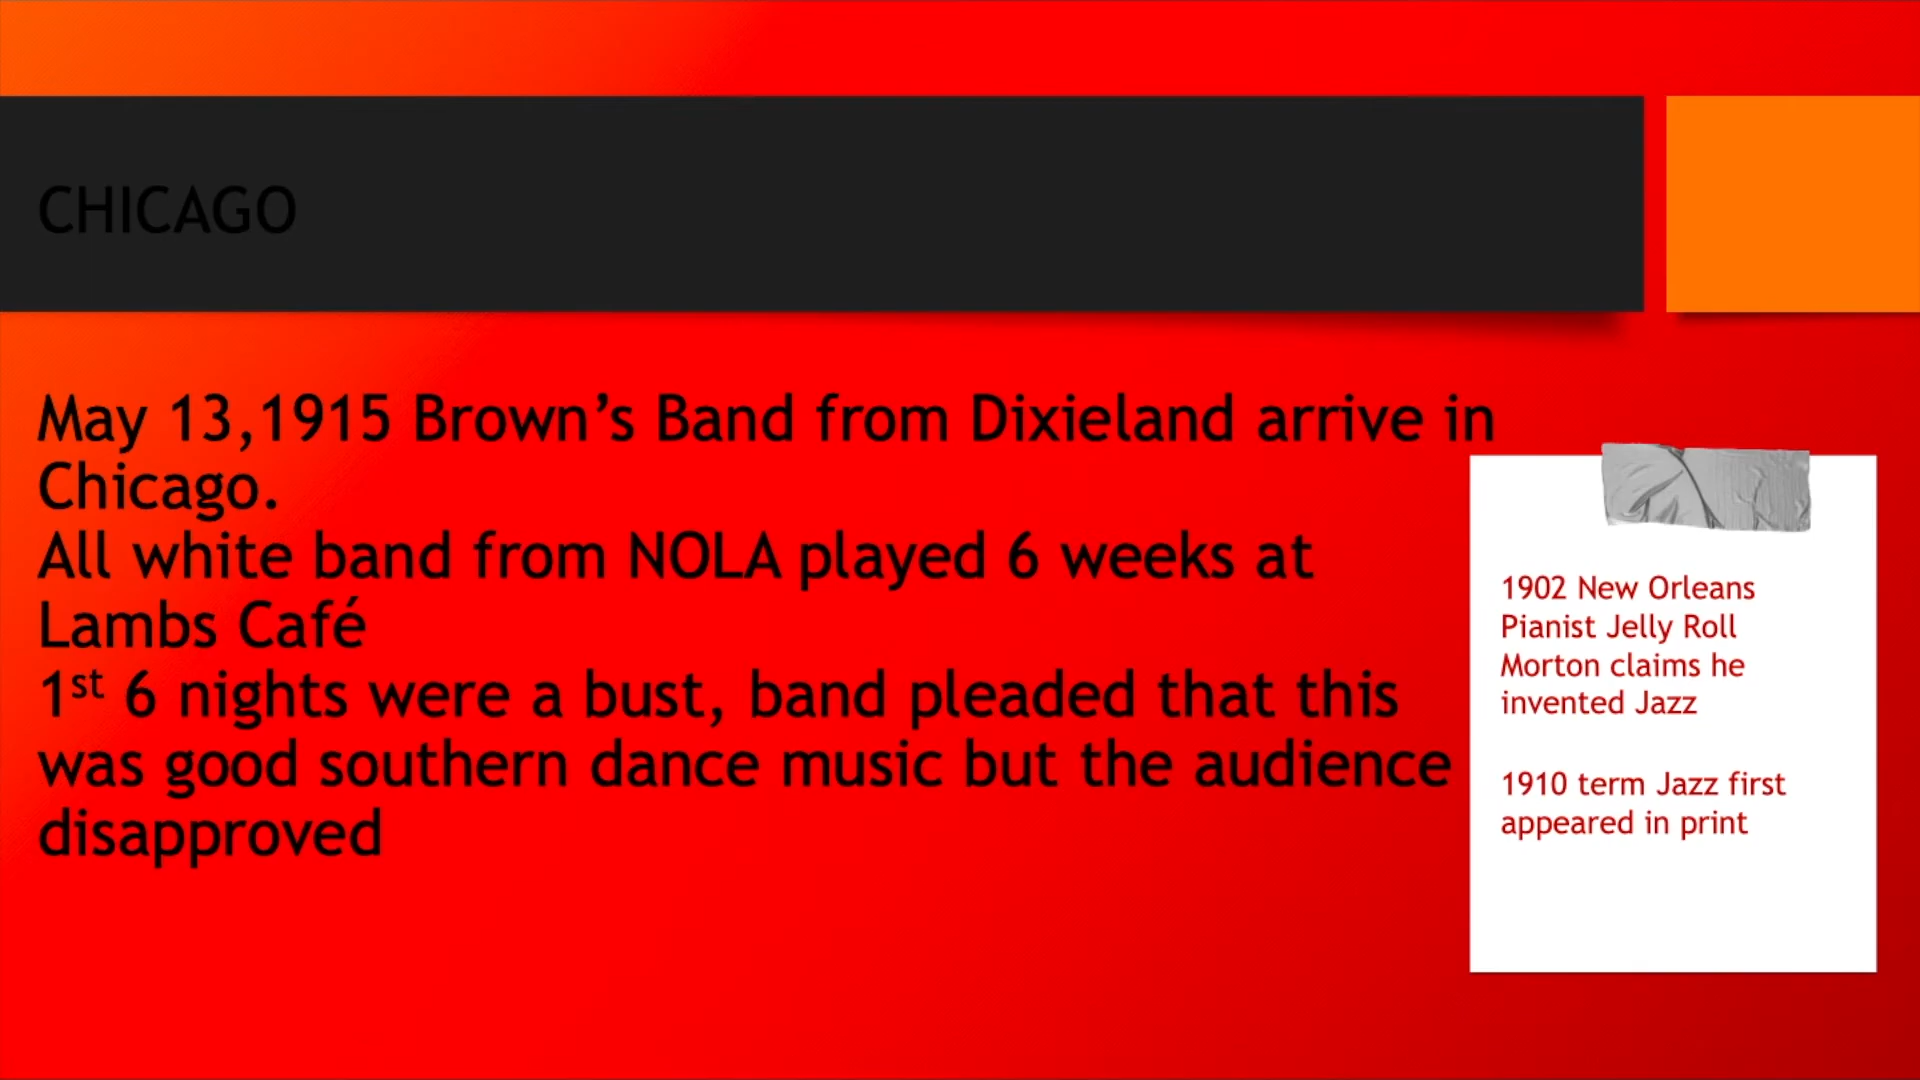 CHICAGO
May 13,1915 Brown’s Band from Dixieland arrive in
Chicago.
All white band from NOLA played 6 weeks at
Lambs Café
1st 6 nights were a bust, band pleaded that this
was good southern dance music but the audience
disapproved
1902 New Orleans
Pianist Jelly Roll
Morton claims he
invented Jazz
1910 term Jazz first
appeared in print